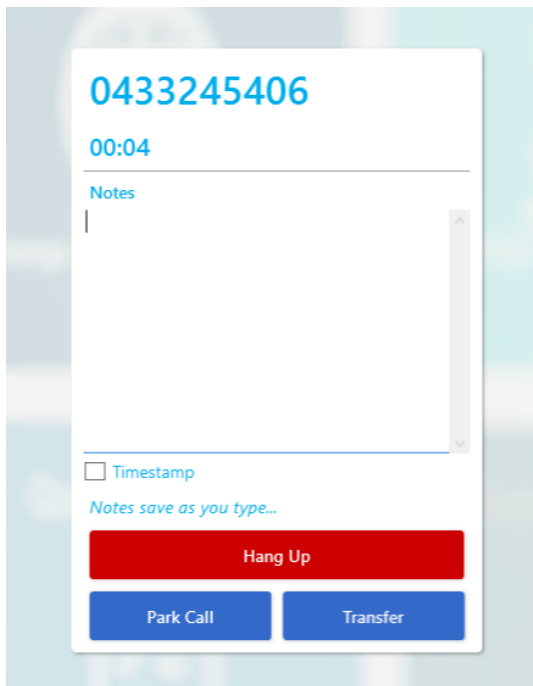 0433245406
00:04
Notes
Timestamp
Notes save as you type...
Hang Up
Park Call Transfer